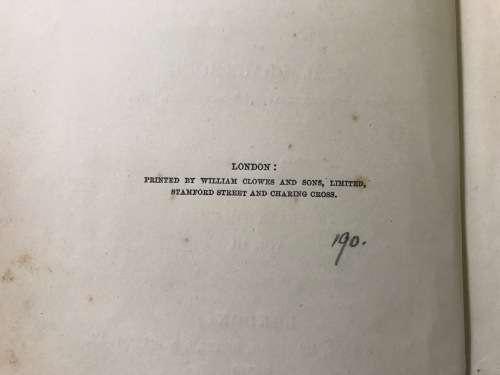 LONDON:
PRINTED BY WILLIAM CLOWES AND SONS, LIMITED,
STAMFORD STREET AND CHARING CROSS.
190.